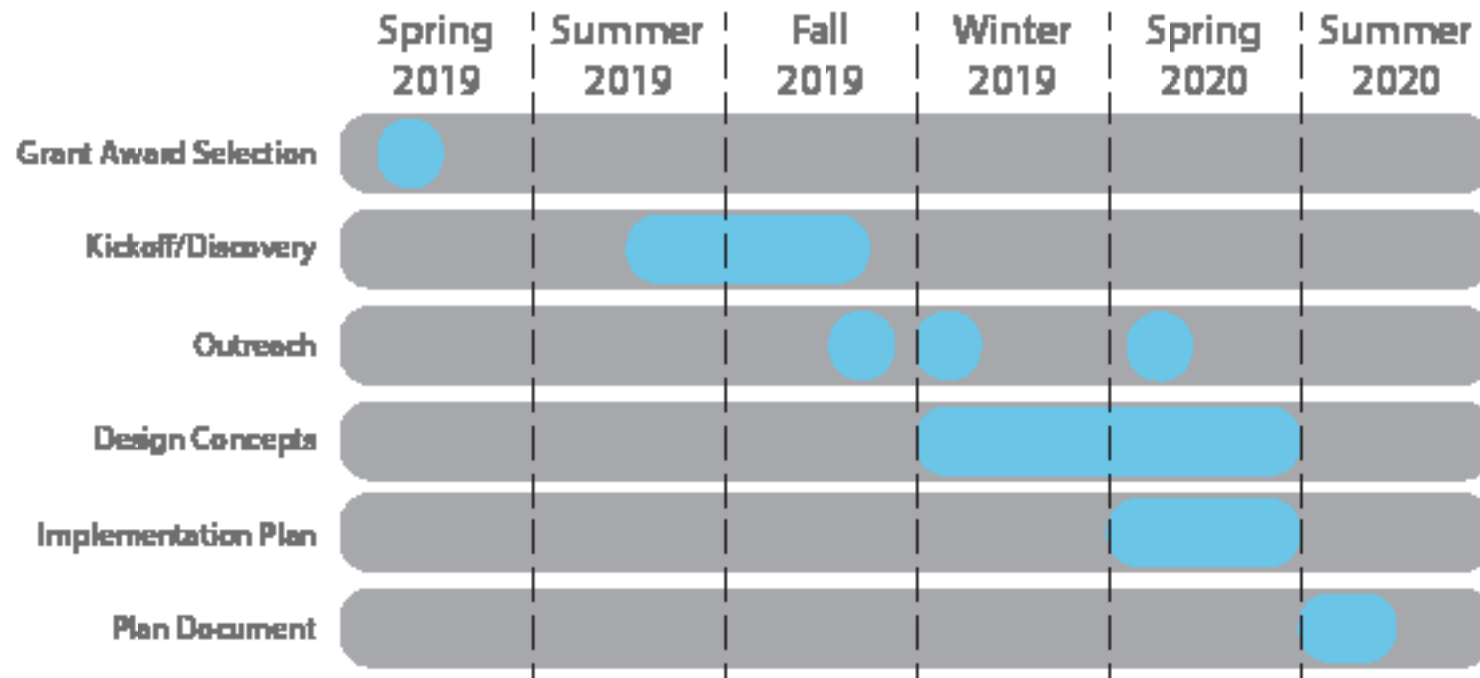 Spring Summer Fall Winter Spring Summer
2019 2019 2019 2019 2020 2020
Grant Award Selection
Kickoff/Discovery
Outreach
Design Concepts
Implementation Plan
Plan Document